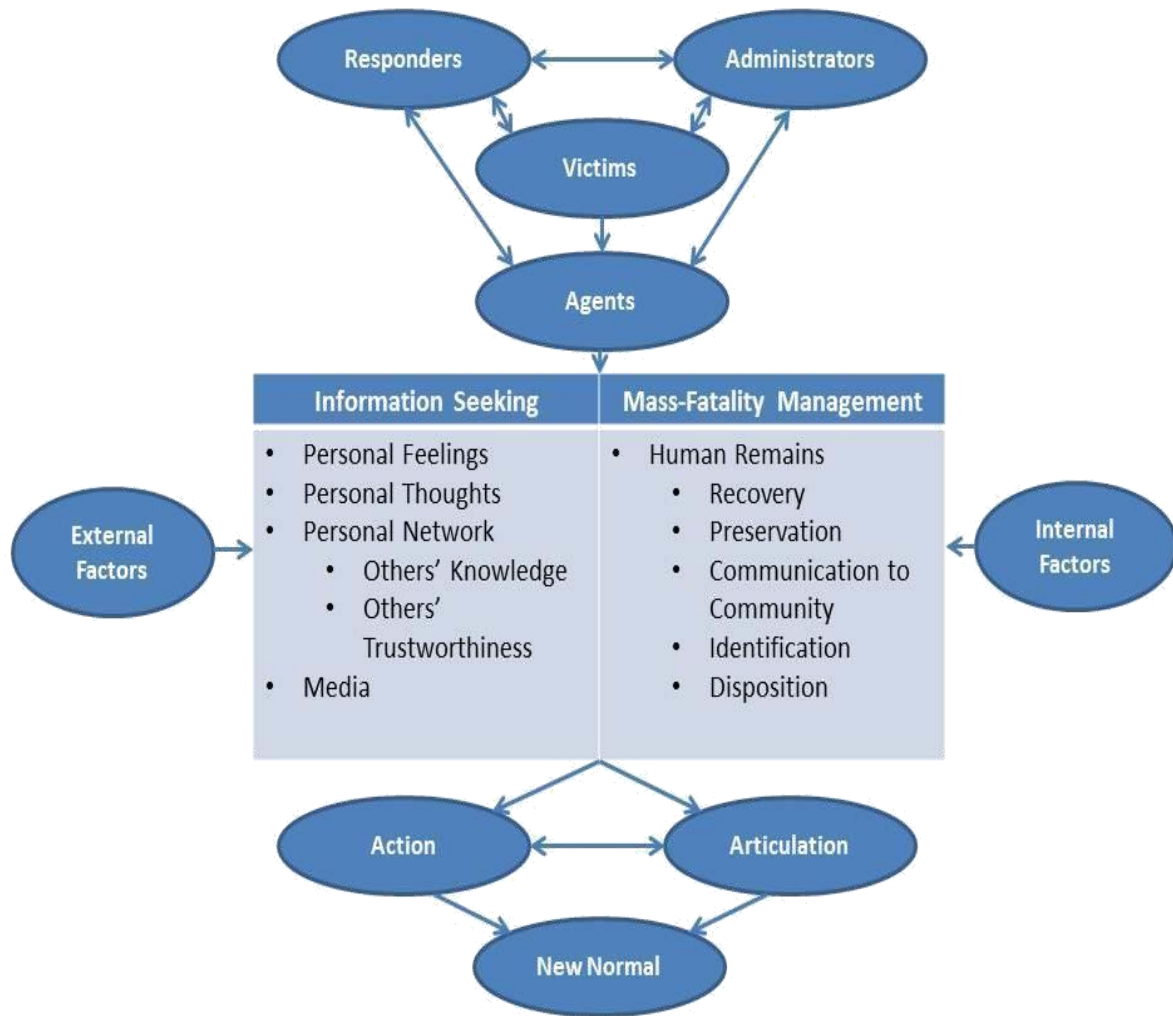 Responders
Administrators
Victims
Agents
Information Seeking
Mass-Fatality Management
• Personal Feelings
• Personal Thoughts
• Personal Network
• Others’ Knowledge
• Others’
Trustworthiness
• Media
• Human Remains
• Recovery
• Preservation
• Communication to
Community
• Identification
• Disposition
External
Factors
Internal
Factors
Action
Articulation
New Normal